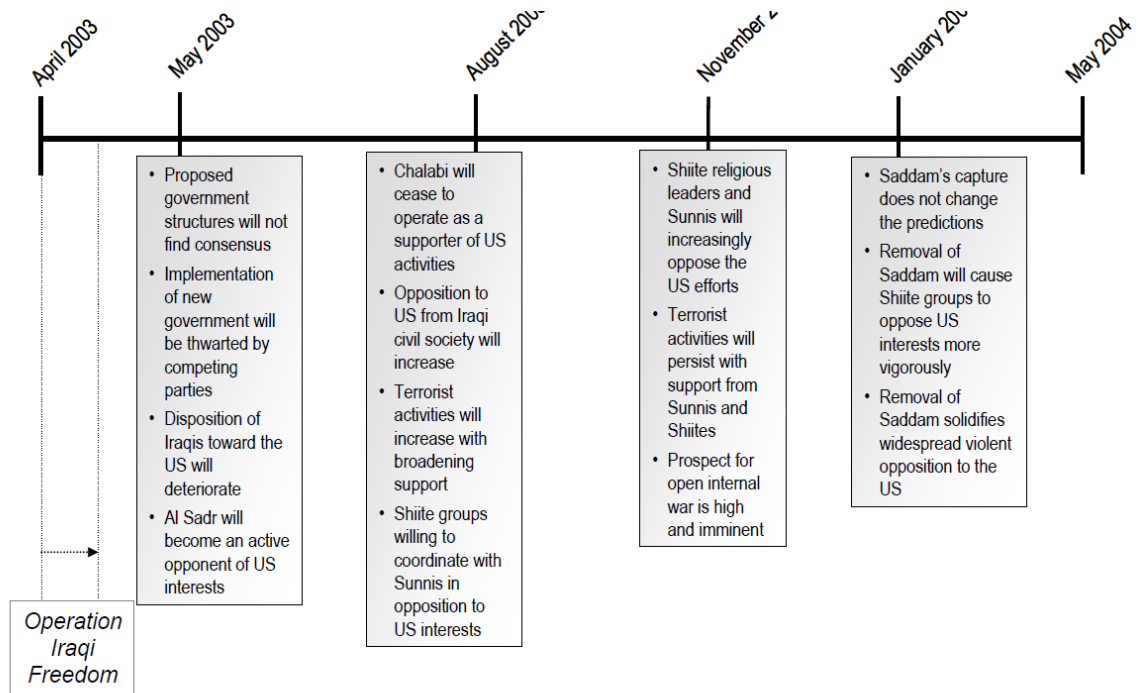 April 2003
May 2003
August 200
November 2
January 200
May 2004
• Proposed
government
structures will not
find consensus
• Implementation
of new
government will
be thwarted by
competing
parties
• Disposition of
Iraqis toward the
US will
deteriorate
• Al Sadr will
become an active
opponent of US
interests
• Chalabi will
cease to
operate as a
supporter of US
activities
• Opposition to
US from Iraqi
civil society will
increase
• Terrorist
activities will
increase with
broadening
support
• Shiite groups
willing to
coordinate with
Sunnis in
opposition to
US interests
• Shiite religious
leaders and
Sunnis will
increasingly
oppose the
US efforts
• Terrorist
activities will
persist with
support from
Sunnis and
Shiites
• Prospect for
open internal
war is high
and imminent
• Saddam's capture
does not change
the predictions
• Removal of
Saddam will cause
Shiite groups to
oppose US
interests more
vigorously
• Removal of
Saddam solidifies
widespread violent
opposition to the
US
Operation
Iraqi
Freedom